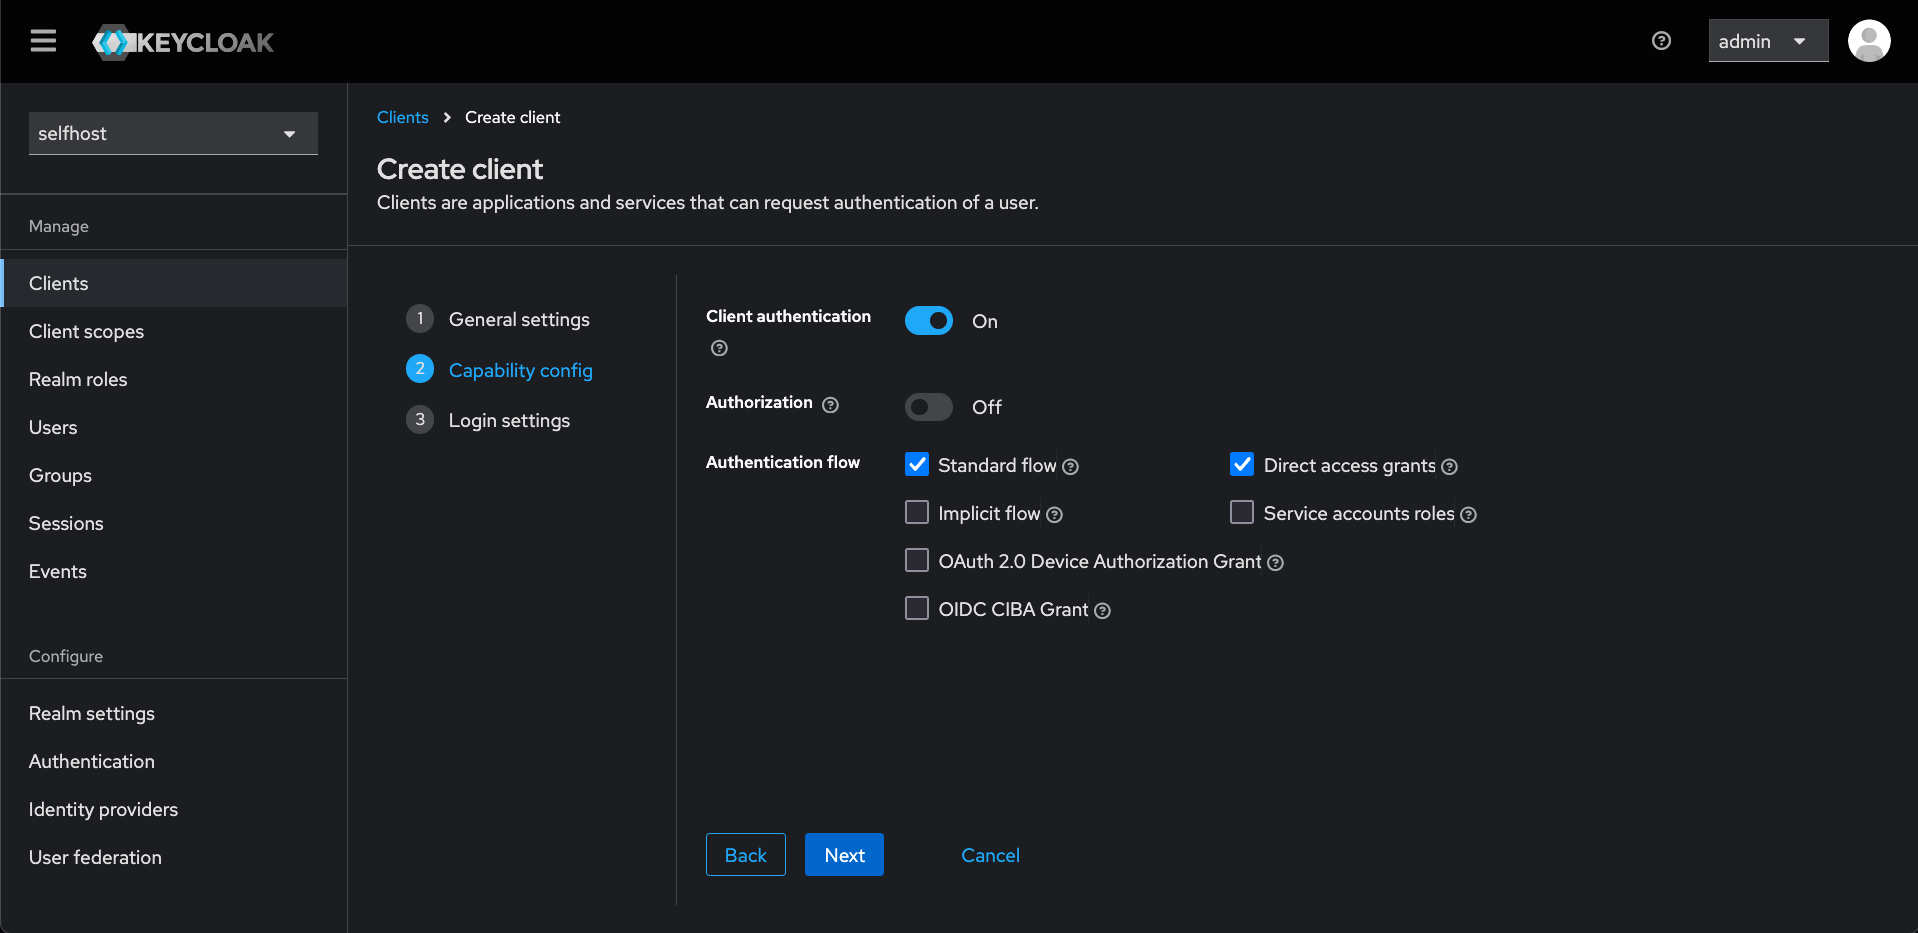 KEYCLOAK
admin
selfhost
Manage
Clients
Client scopes
Realm roles
Users
Groups
Sessions
Events
Configure
Realm settings
Authentication
Identity providers
User federation
Clients > Create client
Create client
Clients are applications and services that can request authentication of a user.
1 General settings
2 Capability config
3 Login settings
Client authentication On
Authorization Off
Authentication flow
Standard flow Direct access grants
Implicit flow Service accounts roles
OAuth 2.0 Device Authorization Grant
OIDC CIBA Grant
Back Next Cancel